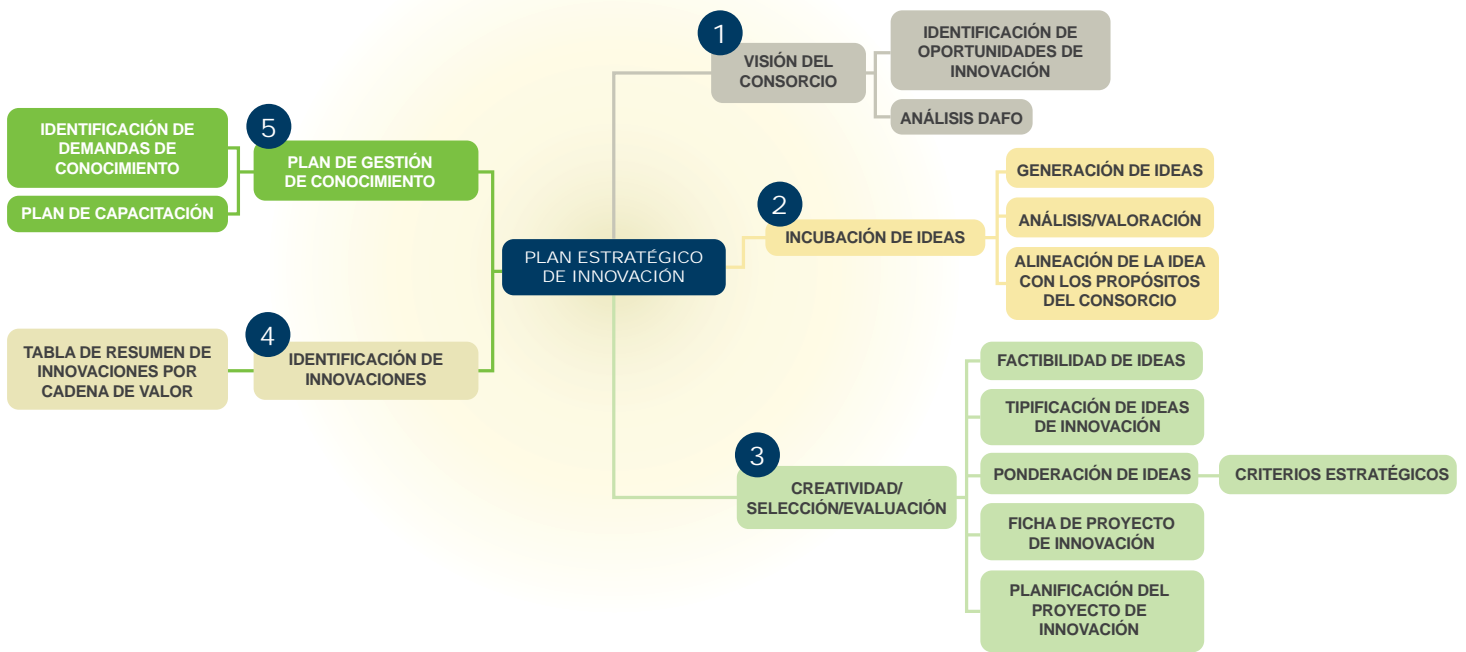 PLAN ESTRATÉGICO
DE INNOVACIÓN
1
VISIÓN DEL
CONSORCIO
IDENTIFICACIÓN DE
OPORTUNIDADES DE
INNOVACIÓN
ANÁLISIS DAFO
2
INCUBACIÓN DE IDEAS
GENERACIÓN DE IDEAS
ANÁLISIS/VALORACIÓN
ALINEACIÓN DE LA IDEA
CON LOS PROPÓSITOS
DEL CONSORCIO
3
CREATIVIDAD/
SELECCIÓN/EVALUACIÓN
FACTIBILIDAD DE IDEAS
TIPIFICACIÓN DE IDEAS
DE INNOVACIÓN
PONDERACIÓN DE IDEAS
CRITERIOS ESTRATÉGICOS
FICHA DE PROYECTO
DE INNOVACIÓN
PLANIFICACIÓN DEL
PROYECTO DE
INNOVACIÓN
4
IDENTIFICACIÓN DE
INNOVACIONES
TABLA DE RESUMEN DE
INNOVACIONES POR
CADENA DE VALOR
5
PLAN DE GESTIÓN
DE CONOCIMIENTO
IDENTIFICACIÓN DE
DEMANDAS DE
CONOCIMIENTO
PLAN DE CAPACITACIÓN